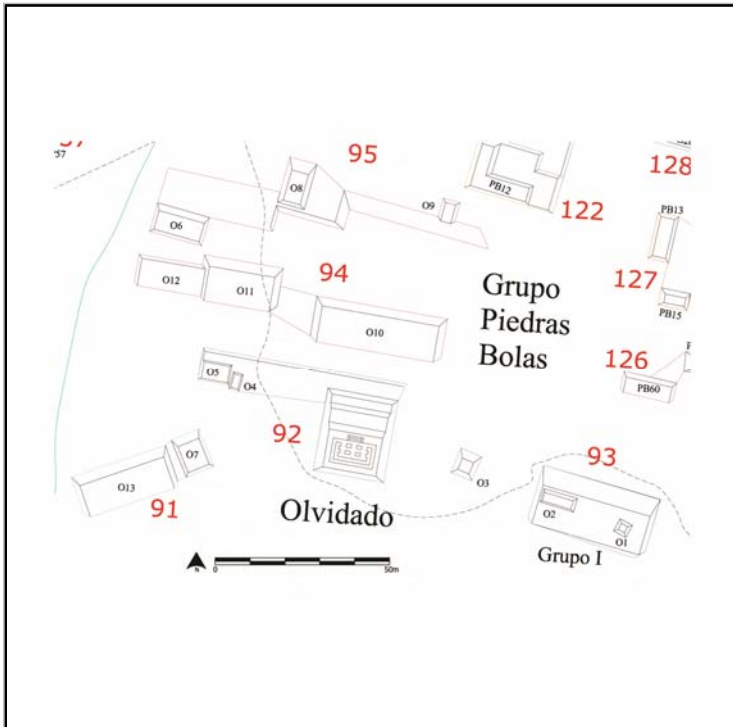 95
128
O8
PB12
O9
122
PB13
O6
94
127
O12
O11
Grupo
Piedras
Bolas
PB15
O10
126
PB60
O5
O4
92
93
O7
O3
O13
91
Olvidado
O2
O1
Grupo I
N
0
50m